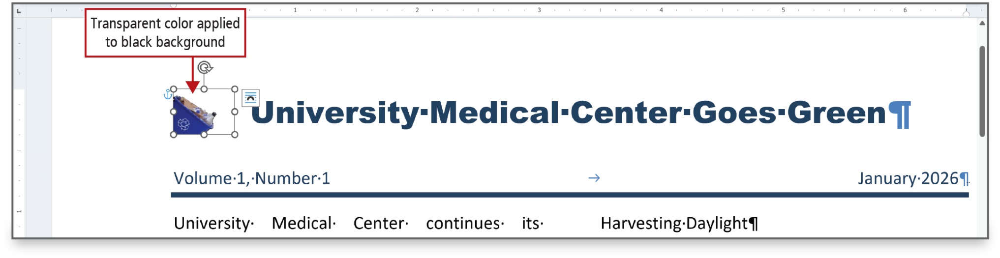 1 2 3 4 5 6
Transparent color applied
to black background
University·Medical·Center·Goes·Green¶
Volume·1,·Number·1 → January·2026¶
1
University· Medical· Center· continues· its· Harvesting·Daylight¶